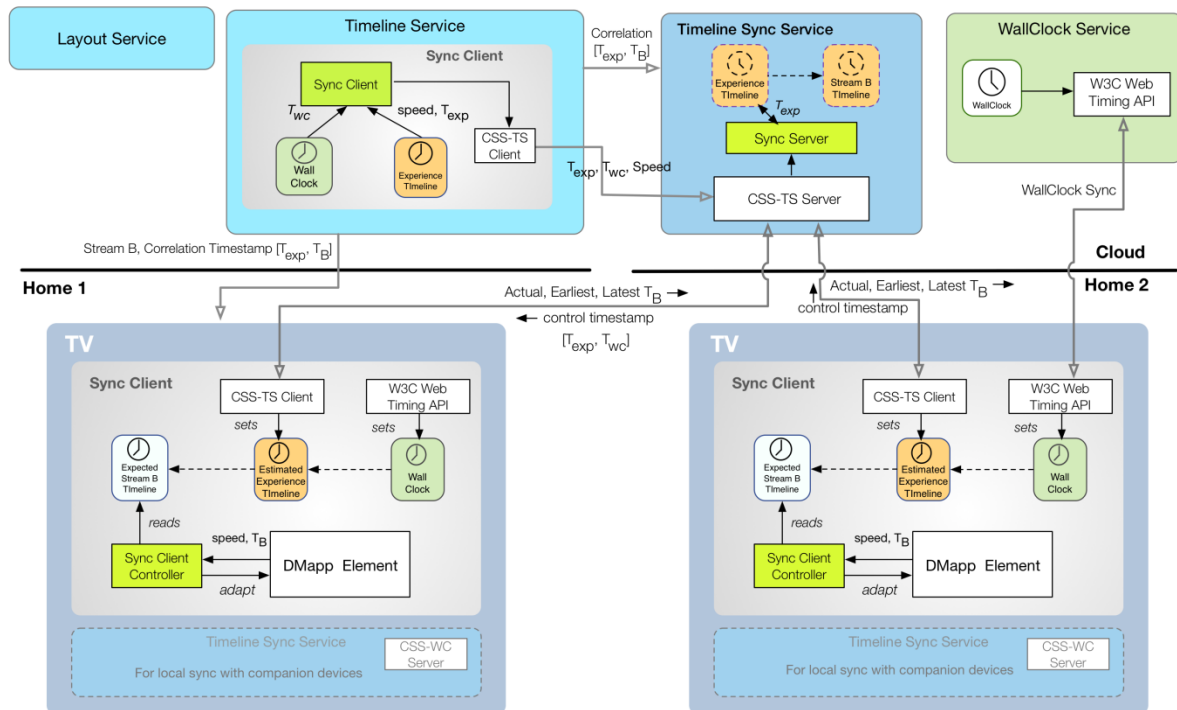 Layout Service
Timeline Service
Sync Client
Sync Client
T_wc
speed, T_exp
CSS-TS
Client
Wall
Clock
Experience
TImeline
Correlation
[T_exp, T_B]
Timeline Sync Service
Experience
TImeline
Stream B
TImeline
T_exp
Sync Server
T_exp, T_wc, Speed
CSS-TS Server
WallClock Service
WallClock
W3C Web
Timing API
WallClock Sync
Stream B, Correlation Timestamp [T_exp, T_B]
Cloud
Home 1
Home 2
Actual, Earliest, Latest T_B
control timestamp
[T_exp, T_wc]
Actual, Earliest, Latest T_B
control timestamp
TV
Sync Client
CSS-TS Client
W3C Web
Timing API
sets
sets
Expected
Stream B
TImeline
Estimated
Experience
TImeline
Wall
Clock
reads
speed, T_B
Sync Client
Controller
DMapp Element
adapt
Timeline Sync Service
CSS-WC
Server
For local sync with companion devices
TV
Sync Client
CSS-TS Client
W3C Web
Timing API
sets
sets
Expected
Stream B
TImeline
Estimated
Experience
TImeline
Wall
Clock
reads
speed, T_B
Sync Client
Controller
DMapp Element
adapt
Timeline Sync Service
CSS-WC
Server
For local sync with companion devices